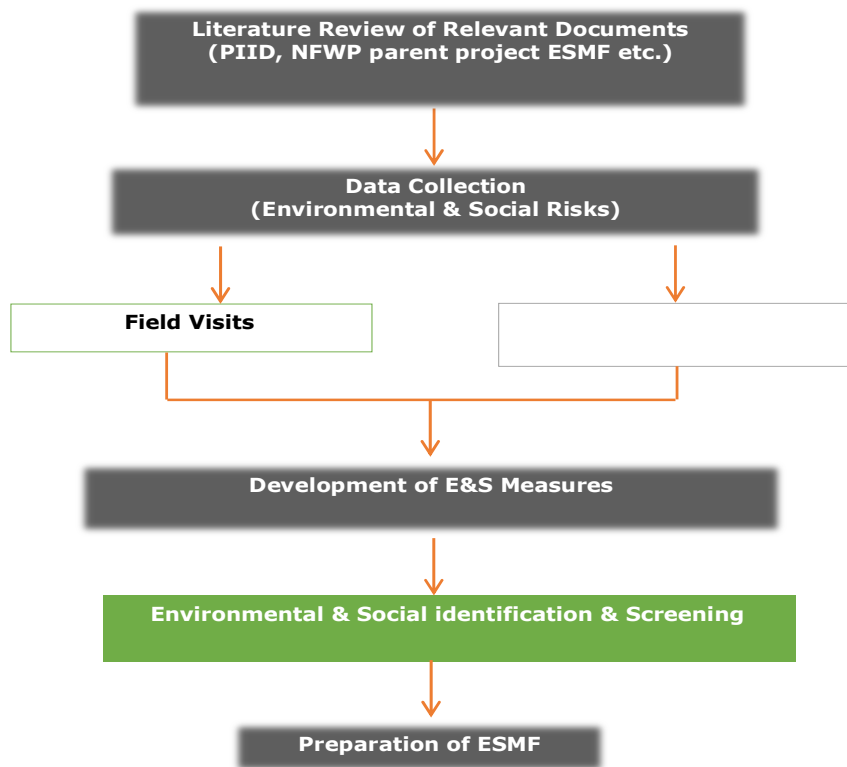 Literature Review of Relevant Documents
(PIID, NFWP parent project ESMF etc.)
Data Collection
(Environmental & Social Risks)
Field Visits
Development of E&S Measures
Environmental & Social identification & Screening
Preparation of ESMF